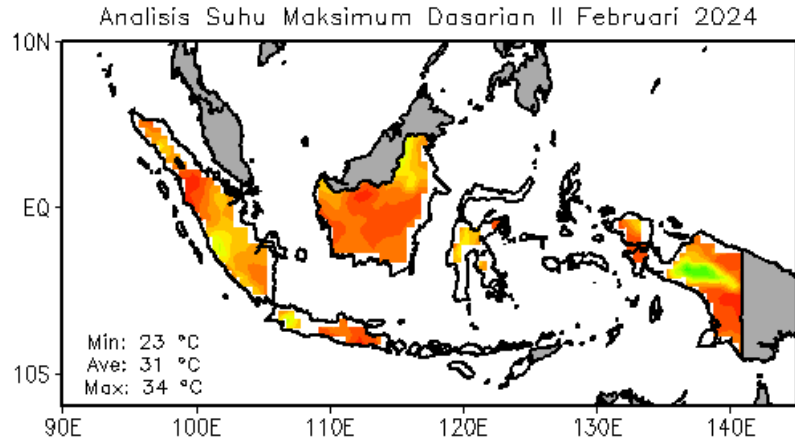 Analisis Suhu Maksimum Dasarian II Februari 2024
10N
EQ
10S
Min: 23 °C
Ave: 31 °C
Max: 34 °C
90E 100E 110E 120E 130E 140E